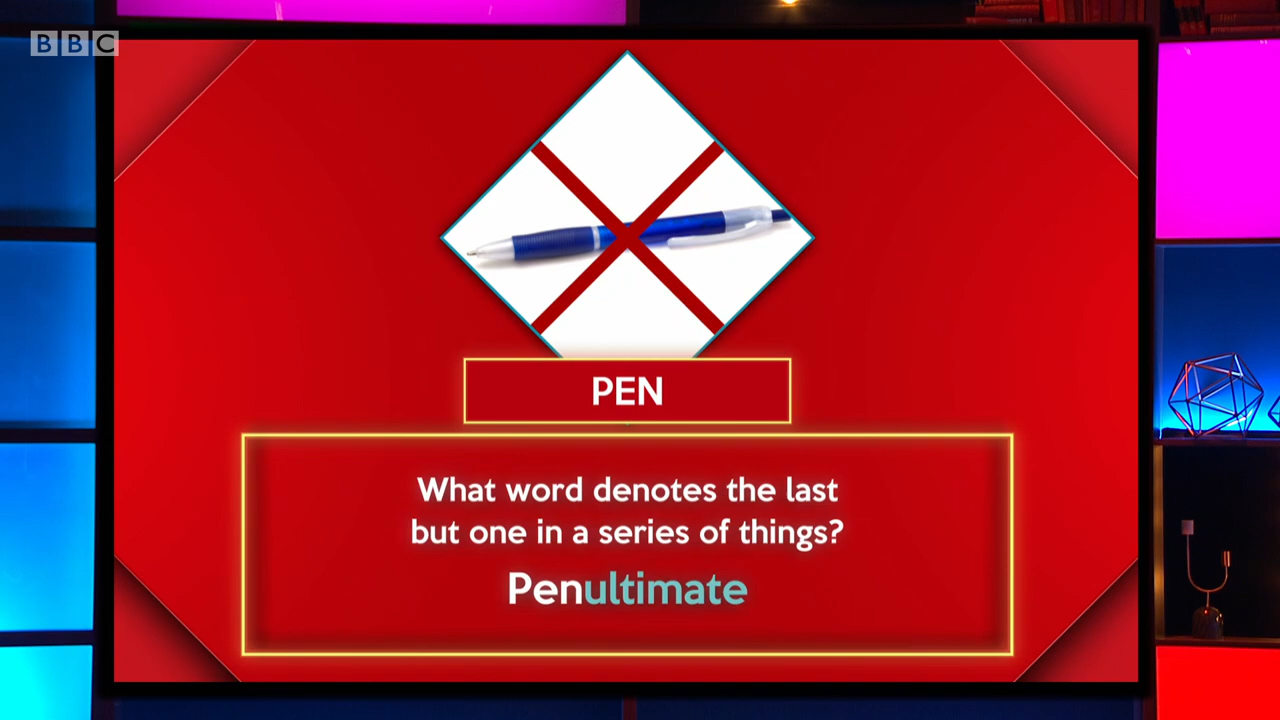 BBC
PEN
What word denotes the last
but one in a series of things?
Penultimate